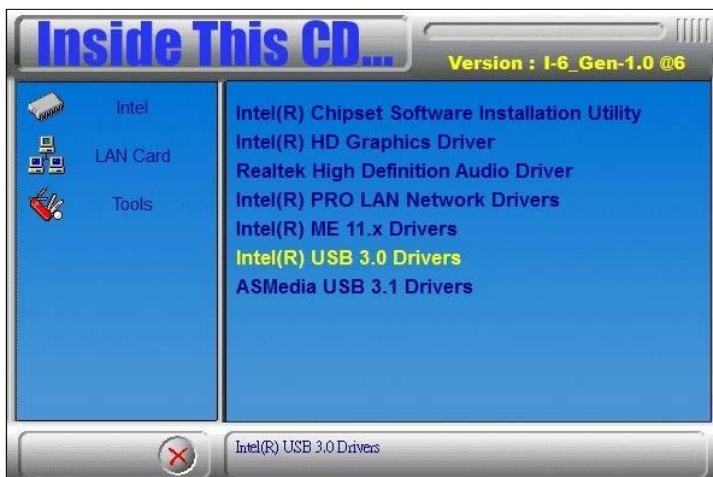 Inside This CD...
Version : I-6_Gen-1.0 @6
Intel
LAN Card
Tools
Intel(R) Chipset Software Installation Utility
Intel(R) HD Graphics Driver
Realtek High Definition Audio Driver
Intel(R) PRO LAN Network Drivers
Intel(R) ME 11.x Drivers
Intel(R) USB 3.0 Drivers
ASMedia USB 3.1 Drivers
Intel(R) USB 3.0 Drivers